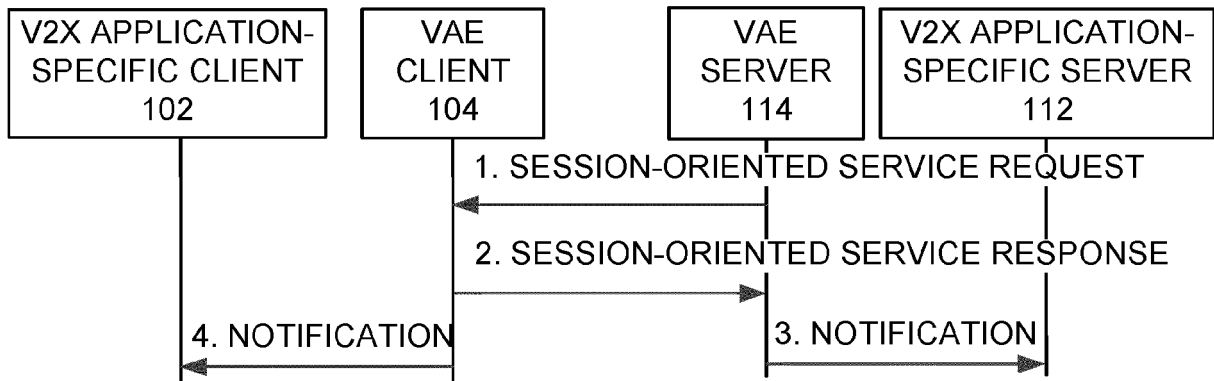 V2X APPLICATION-
SPECIFIC CLIENT
102
VAE
CLIENT
104
VAE
SERVER
114
V2X APPLICATION-
SPECIFIC SERVER
112
1. SESSION-ORIENTED SERVICE REQUEST
2. SESSION-ORIENTED SERVICE RESPONSE
4. NOTIFICATION
3. NOTIFICATION